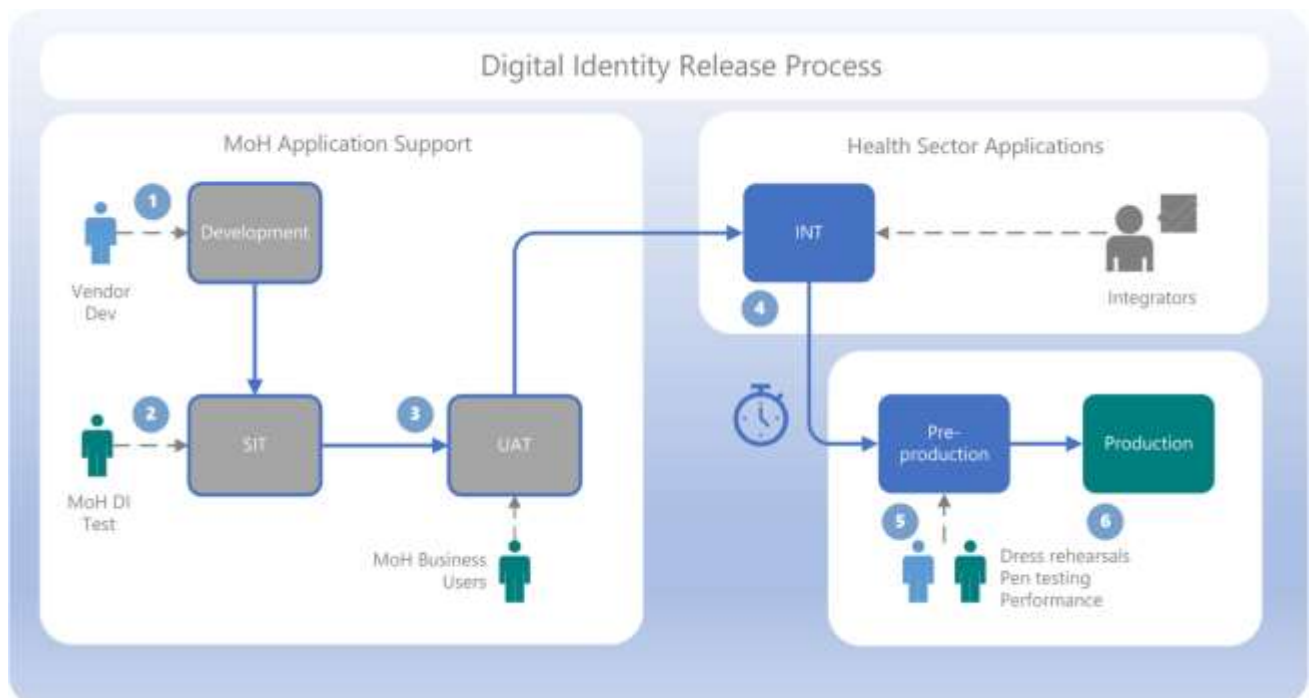 Digital Identity Release Process
MoH Application Support
1
Development
Vendor
Dev
2
SIT
MoH DI
Test
3
UAT
MoH Business
Users
Health Sector Applications
INT
4
Integrators
Pre-
production
Production
5
6
Dress rehearsals
Pen testing
Performance